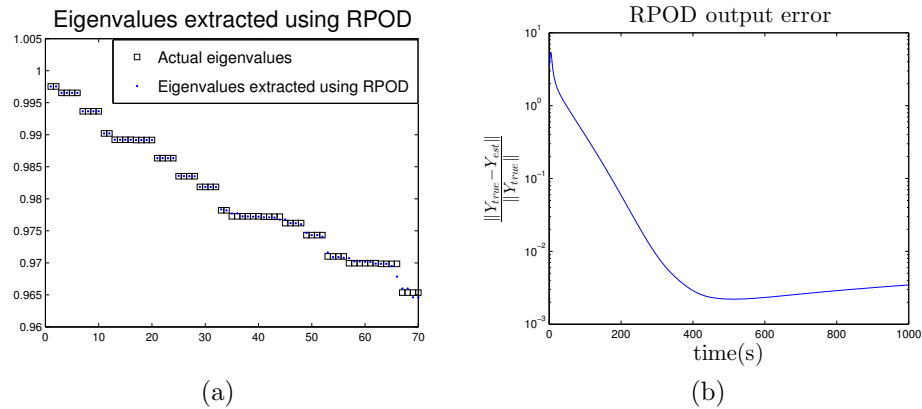 Eigenvalues extracted using RPOD
1.005
1
0.995
0.99
0.985
0.98
0.975
0.97
0.965
0.96
0 10 20 30 40 50 60 70
Actual eigenvalues
Eigenvalues extracted using RPOD
(a)
RPOD output error
10^1
10^0
10^-1
10^-2
10^-3
||Y_true − Y_est||
||Y_true||
0 200 400 600 800 1000
time(s)
(b)